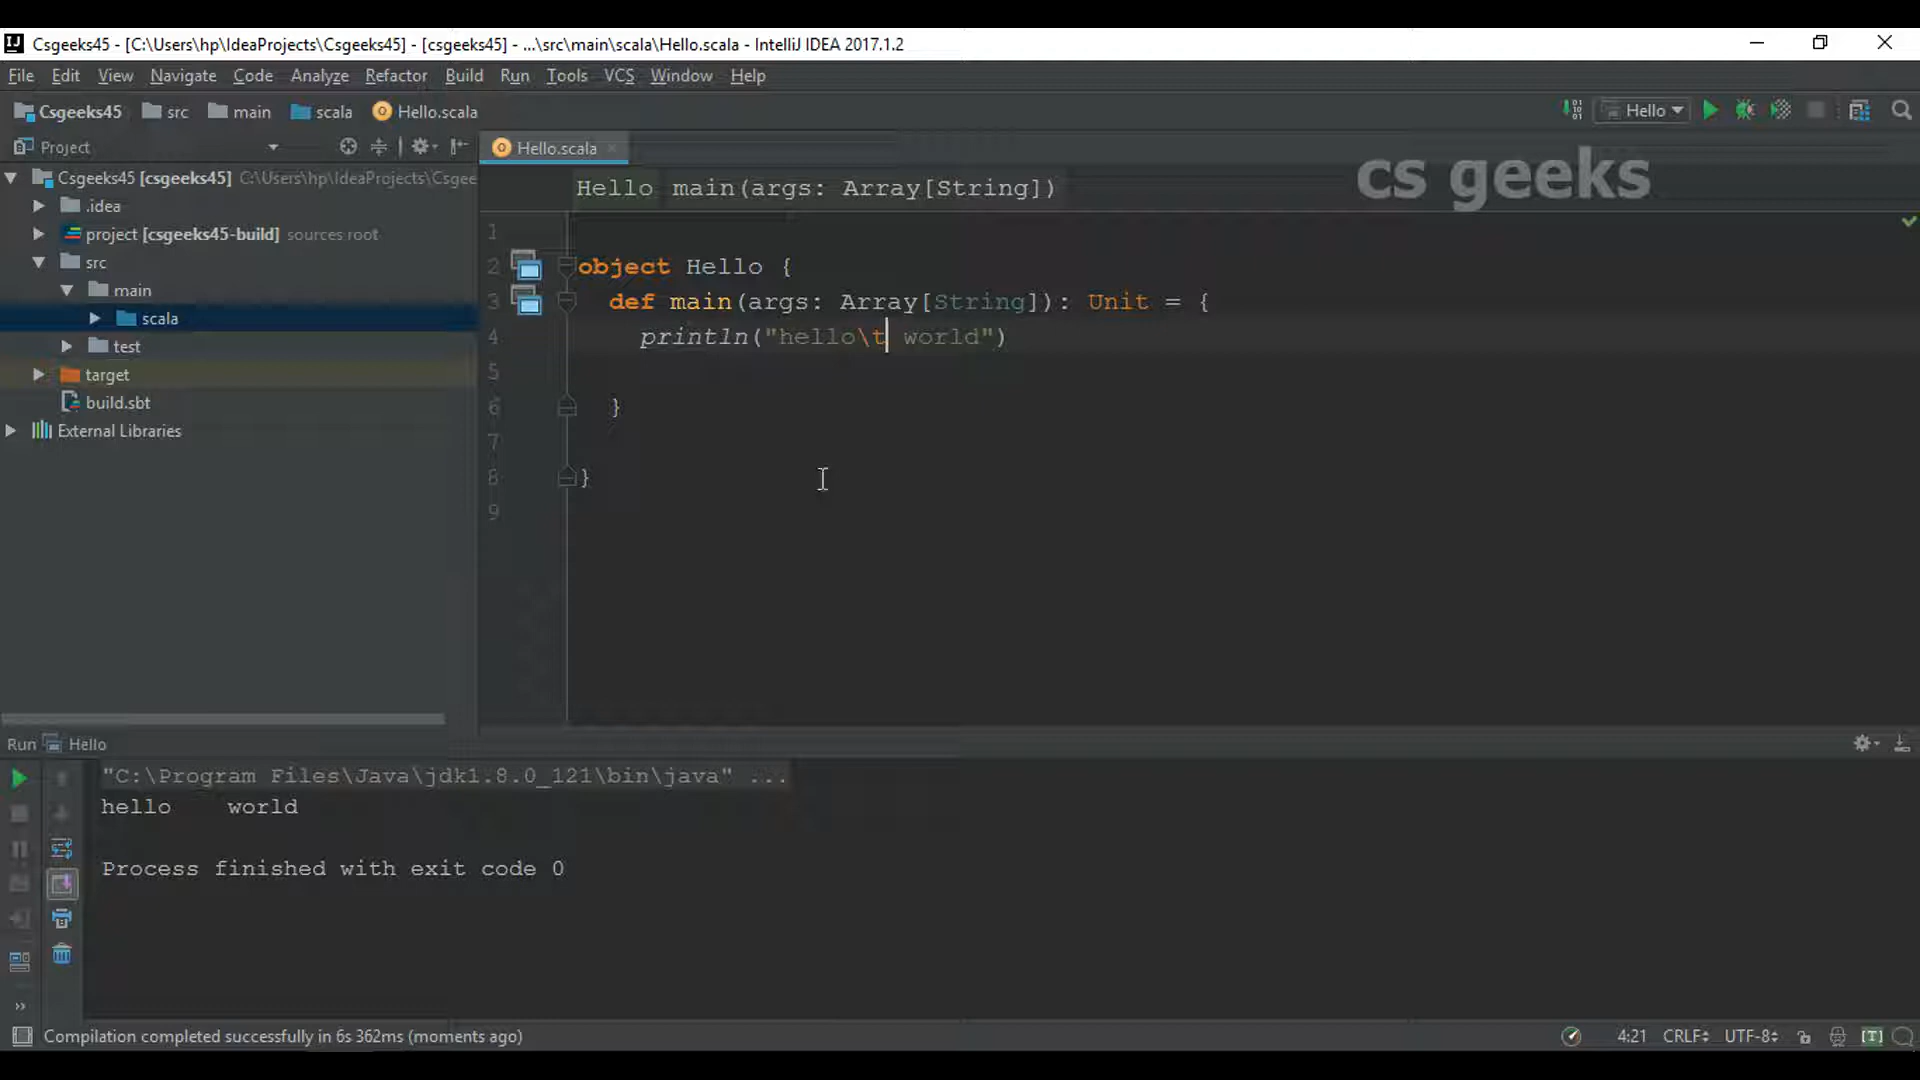 Csgeeks45 - [C:\Users\hp\IdeaProjects\Csgeeks45] - [csgeeks45] - ...\src\main\scala\Hello.scala - IntelliJ IDEA 2017.1.2
File Edit View Navigate Code Analyze Refactor Build Run Tools VCS Window Help
Csgeeks45 src main scala Hello.scala Hello
Project Hello.scala
cs geeks
Csgeeks45 [csgeeks45] C:\Users\hp\IdeaProjects\Csgee
Hello main(args: Array[String])
.idea
project [csgeeks45-build] sources root
src
main
scala
test
target
build.sbt
External Libraries
1
2 object Hello {
3 def main(args: Array[String]): Unit = {
4 println("hello\t world")
5
6 }
7
8 }
9
Run Hello
"C:\Program Files\Java\jdk1.8.0_121\bin\java" ...
hello world
Process finished with exit code 0
Compilation completed successfully in 6s 362ms (moments ago) 4:21 CRLF UTF-8 [T]